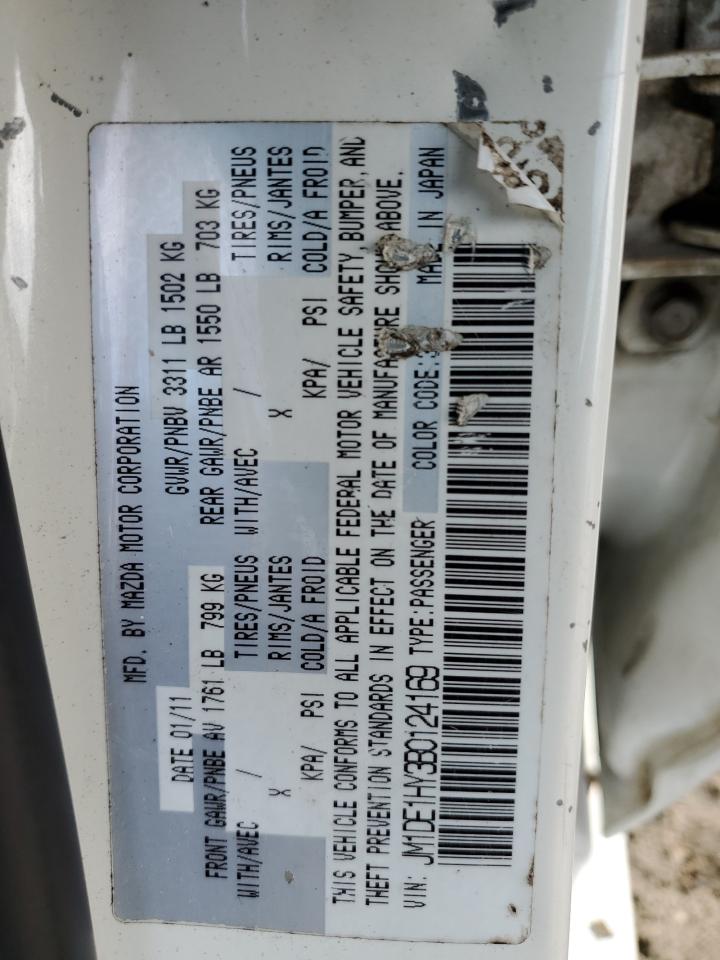 MFD. BY MAZDA MOTOR CORPORATION
DATE 01/11 GVWR/PNBV 3311 LB 1502 KG
FRONT GAWR/PNBE AV 1761 LB 799 KG REAR GAWR/PNBE AR 1550 LB 703 KG
WITH/AVEC / TIRES/PNEUS WITH/AVEC / TIRES/PNEUS
X RIMS/JANTES X RIMS/JANTES
KPA/ PSI COLD/A FROID KPA/ PSI COLD/A FROID
THIS VEHICLE CONFORMS TO ALL APPLICABLE FEDERAL MOTOR VEHICLE SAFETY, BUMPER, AND
THEFT PREVENTION STANDARDS IN EFFECT ON THE DATE OF MANUFACTURE ABOVE.
VIN: JM1DE1HY3B0124169 TYPE:PASSENGER COLOR CODE: IN JAPAN